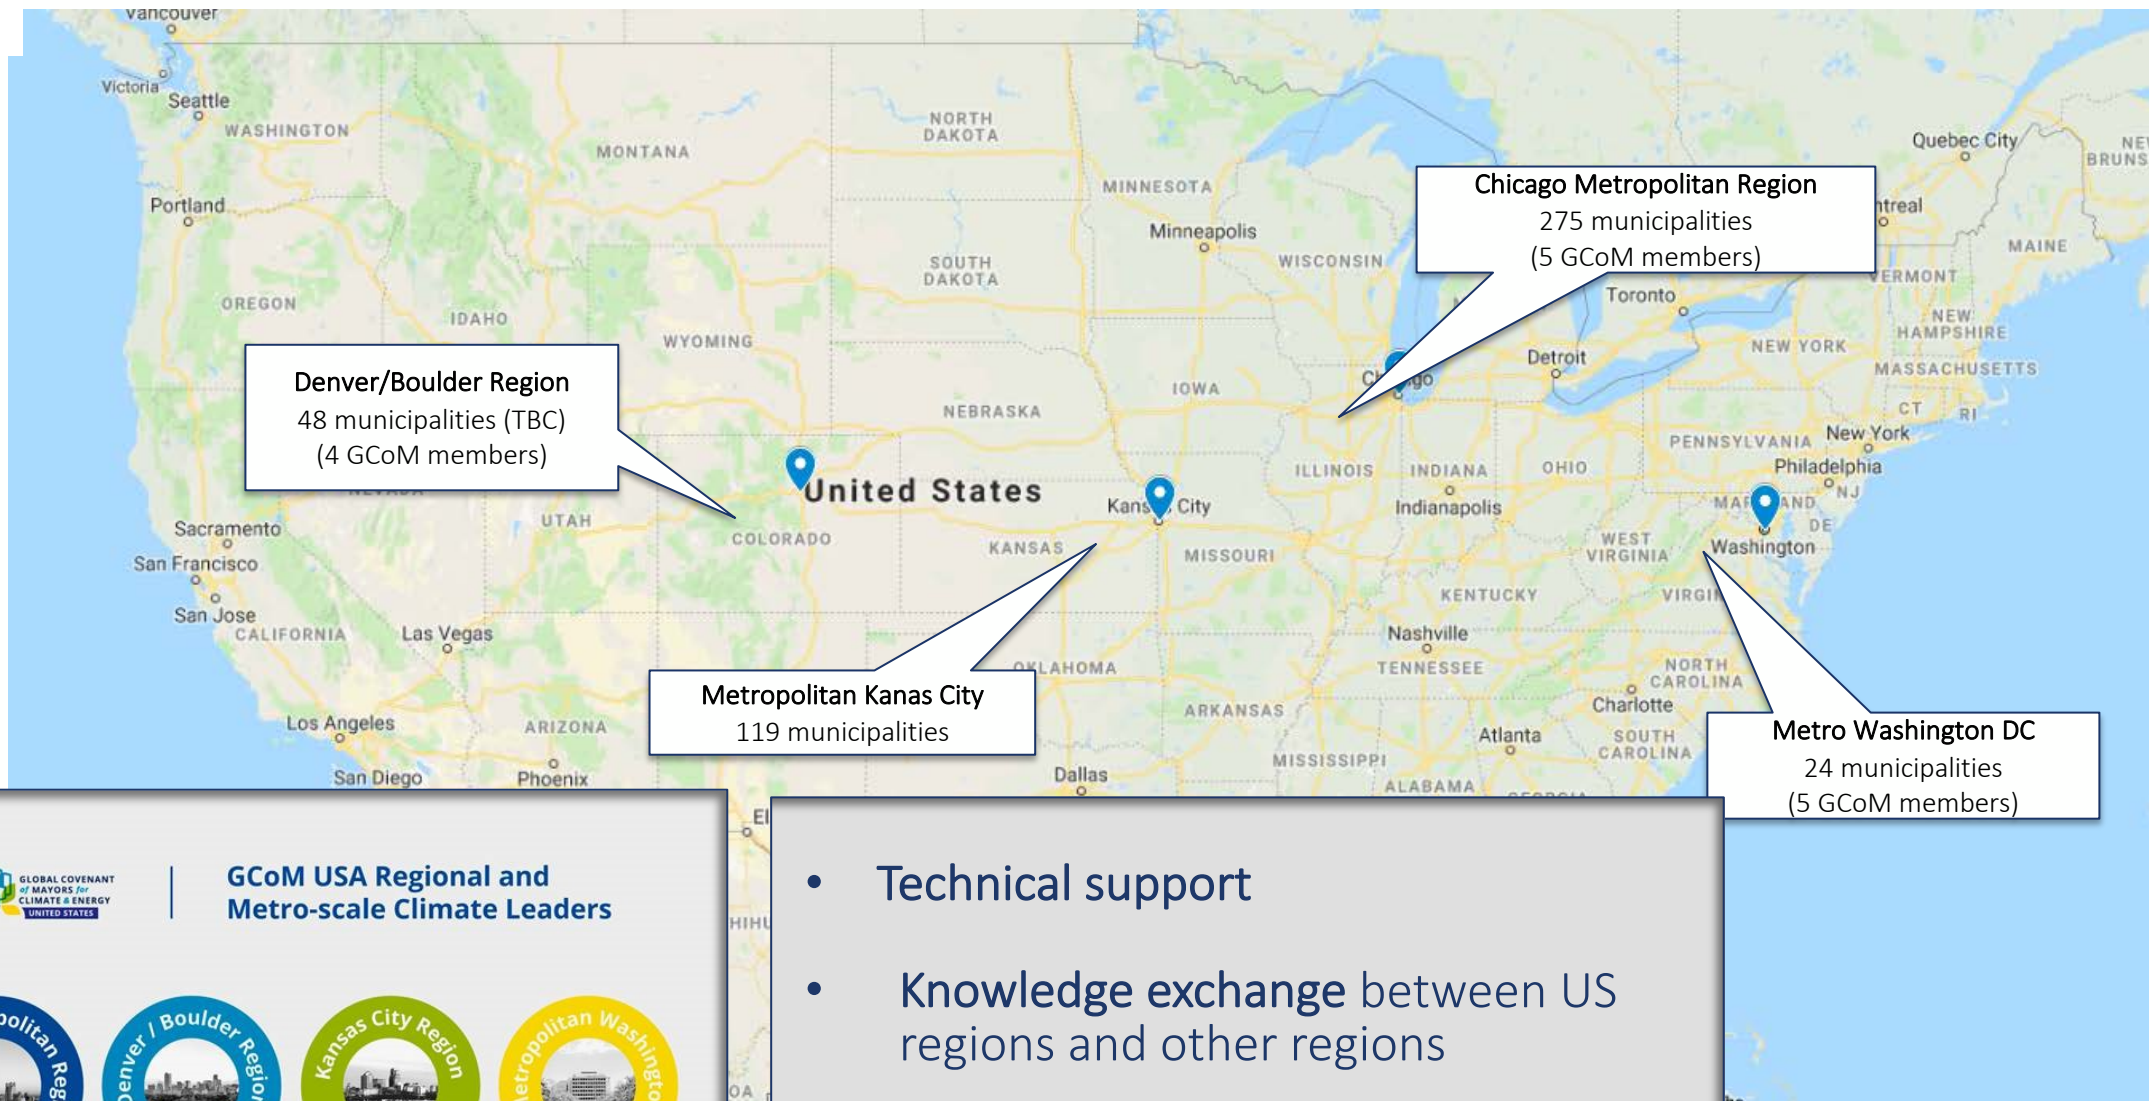 Vancouver
Victoria
Seattle
WASHINGTON
MONTANA
NORTH
DAKOTA
Quebec City
Portland
MINNESOTA
Minneapolis
Chicago Metropolitan Region
275 municipalities
(5 GCoM members)
MAINE
SOUTH
DAKOTA
WISCONSIN
VERMONT
OREGON
IDAHO
Toronto
NEW
HAMPSHIRE
WYOMING
NEW YORK
Detroit
MASSACHUSETTS
Denver/Boulder Region
48 municipalities (TBC)
(4 GCoM members)
IOWA
NEBRASKA
CT
RI
PENNSYLVANIA
New York
ILLINOIS
INDIANA
OHIO
Philadelphia
United States
NJ
Kansas City
Indianapolis
MARYLAND
DE
Sacramento
UTAH
COLORADO
KANSAS
MISSOURI
WEST
VIRGINIA
Washington
San Francisco
San Jose
CALIFORNIA
Las Vegas
KENTUCKY
Nashville
TENNESSEE
OKLAHOMA
NORTH
CAROLINA
Metropolitan Kanas City
119 municipalities
Charlotte
Los Angeles
ARIZONA
ARKANSAS
Atlanta
SOUTH
CAROLINA
Metro Washington DC
24 municipalities
(5 GCoM members)
San Diego
Phoenix
Dallas
MISSISSIPPI
ALABAMA
GLOBAL COVENANT
of MAYORS for
CLIMATE & ENERGY
UNITED STATES
GCoM USA Regional and
Metro-scale Climate Leaders
• Technical support
• Knowledge exchange between US
regions and other regions
Denver / Boulder Region
Kansas City Region